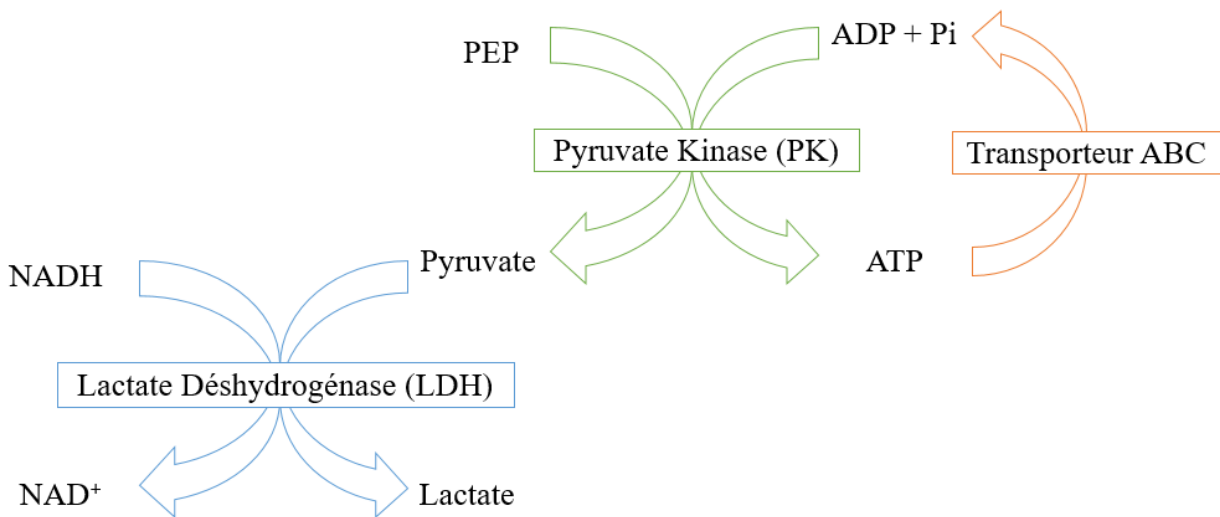 PEP
ADP + Pi
Pyruvate Kinase (PK)
Transporteur ABC
Pyruvate
ATP
NADH
Lactate Déshydrogénase (LDH)
NAD⁺
Lactate